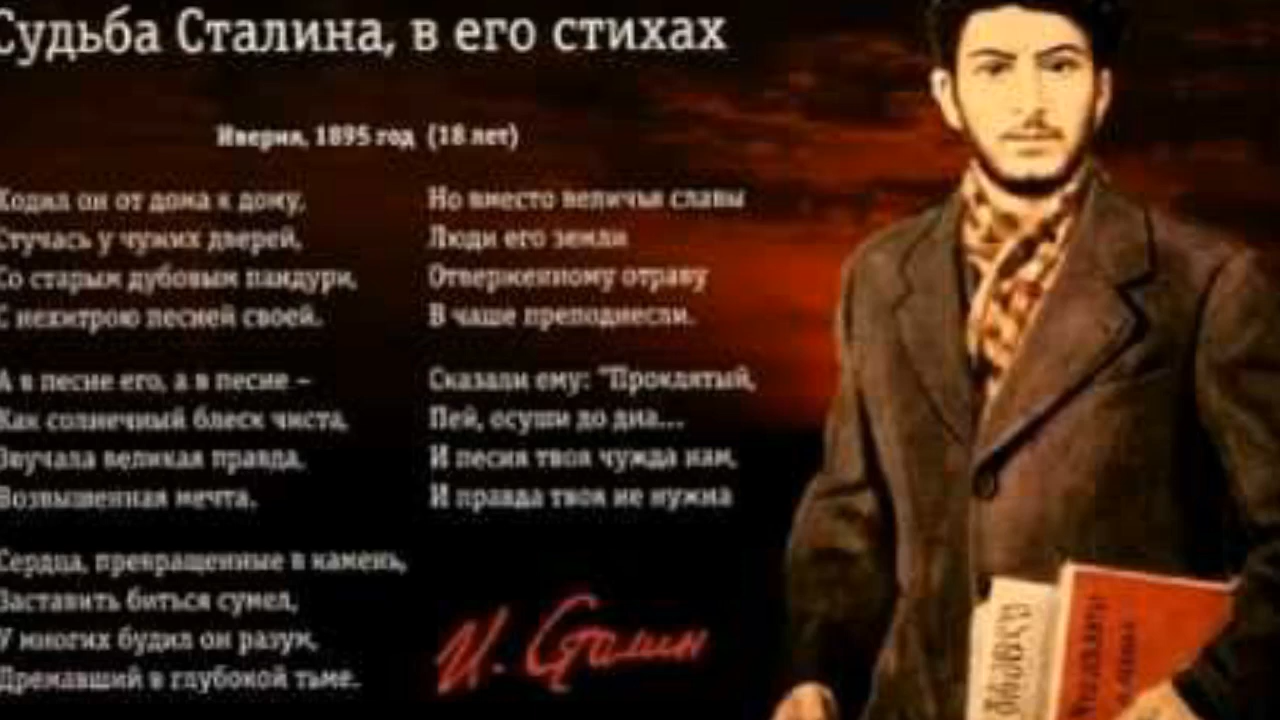 Судьба Сталина, в его стихах
Иверия, 1895 год (18 лет)
Ходил он от дома к дому,
Стучась у чужих дверей,
Со старым дубовым пандури,
С нехитрою песней своей.
А в песне его, а в песне –
Как солнечный блеск чиста,
Звучала великая правда,
Возвышенная мечта.
Сердца, превращенные в камень,
Заставить биться сумел,
У многих будил он разум,
Дремавший в глубокой тьме.
Но вместо величья славы
Люди его земли
Отверженному отраву
В чаше преподнесли.
Сказали ему: "Проклятый,
Пей, осуши до дна...
И песня твоя чужда нам,
И правда твоя не нужна
И. Сталин